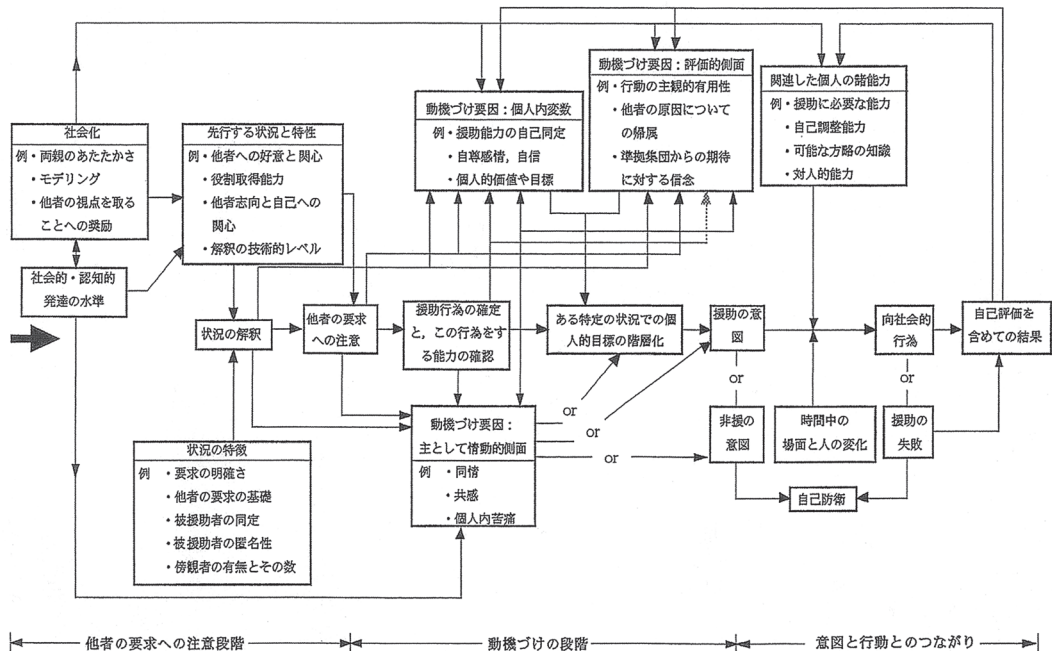 社会化
例・両親のあたたかさ
・モデリング
・他者の視点を取る
ことへの奨励
社会的・認知的
発達の水準
先行する状況と特性
例・他者への好意と関心
・役割取得能力
・他者志向と自己への
関心
・解釈の技術的レベル
動機づけ要因：個人内変数
例・援助能力の自己同定
・自尊感情，自信
・個人的価値や目標
動機づけ要因：評価的側面
例・行動の主観的有用性
・他者の原因について
の帰属
・準拠集団からの期待
に対する信念
関連した個人の諸能力
例・援助に必要な能力
・自己調整能力
・可能な方略の知識
・対人的能力
状況の解釈
他者の要求
への注意
援助行為の確定
と，この行為をす
る能力の確認
ある特定の状況での個
人的目標の階層化
援助の意
図
向社会的
行為
自己評価を
含めての結果
or
or
or
or
or
動機づけ要因：
主として情動的側面
例　・同情
・共感
・個人内苦痛
非援の
意図
時間中の
場面と人の変化
援助の
失敗
自己防衛
状況の特徴
例　・要求の明確さ
・他者の要求の基礎
・被援助者の同定
・被援助者の匿名性
・傍観者の有無とその数
他者の要求への注意段階
動機づけの段階
意図と行動とのつながり